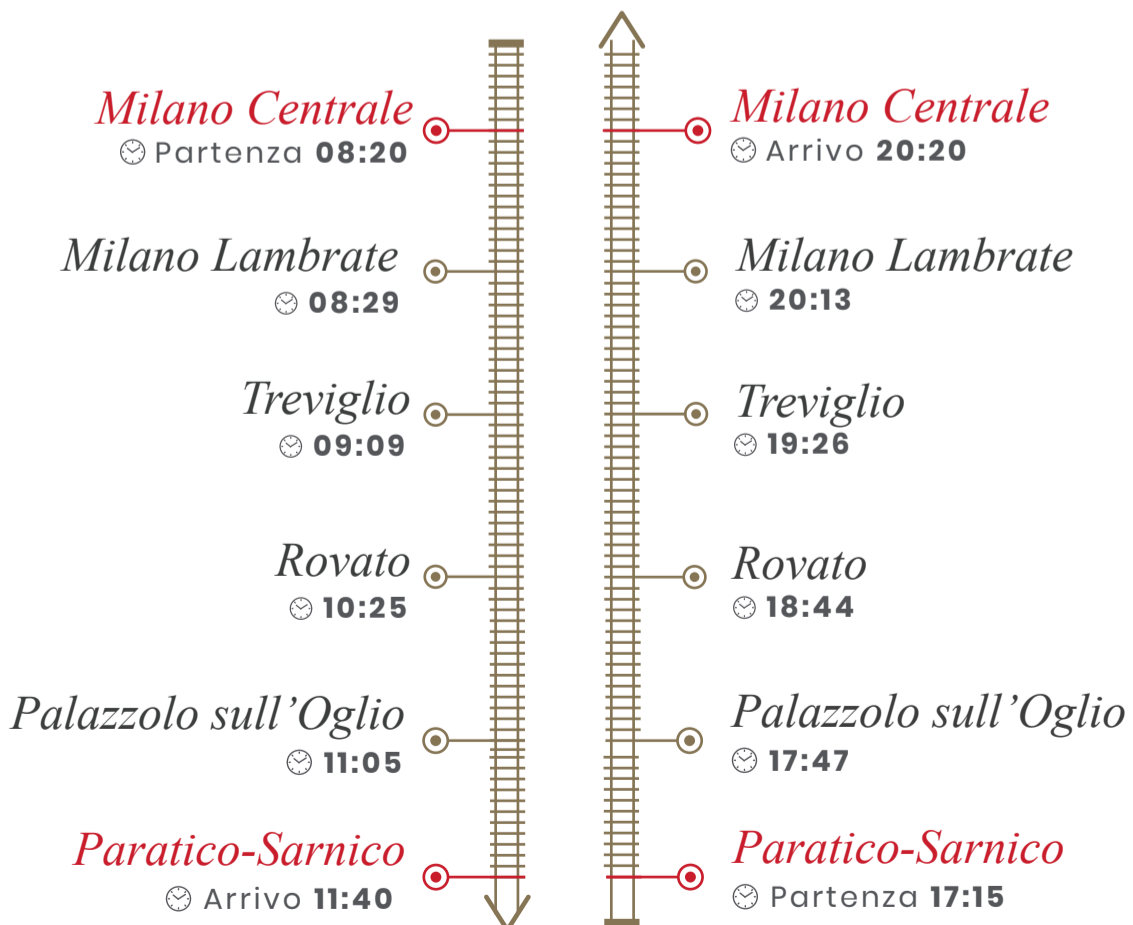 Milano Centrale
Partenza 08:20
Milano Lambrate
08:29
Treviglio
09:09
Rovato
10:25
Palazzolo sull’Oglio
11:05
Paratico-Sarnico
Arrivo 11:40
Milano Centrale
Arrivo 20:20
Milano Lambrate
20:13
Treviglio
19:26
Rovato
18:44
Palazzolo sull’Oglio
17:47
Paratico-Sarnico
Partenza 17:15